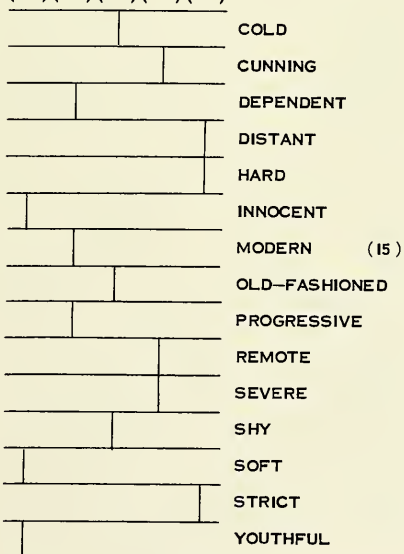 COLD
CUNNING
DEPENDENT
DISTANT
HARD
INNOCENT
MODERN (15)
OLD—FASHIONED
PROGRESSIVE
REMOTE
SEVERE
SHY
SOFT
STRICT
YOUTHFUL